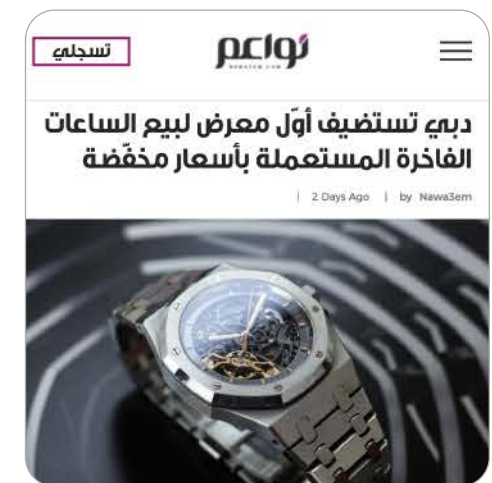 تسجلي
نواعم
NAWA3EM.COM
دبي تستضيف أوّل معرض لبيع الساعات
الفاخرة المستعملة بأسعار مخفّضة
| 2 Days Ago | by Nawa3em